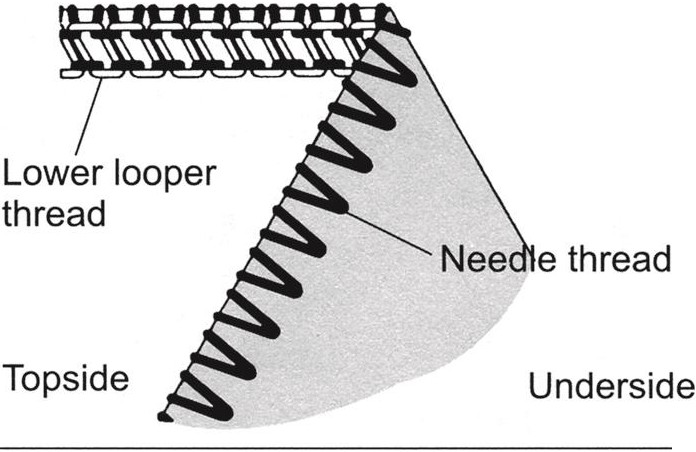 Lower looper
thread
Needle thread
Topside
Underside